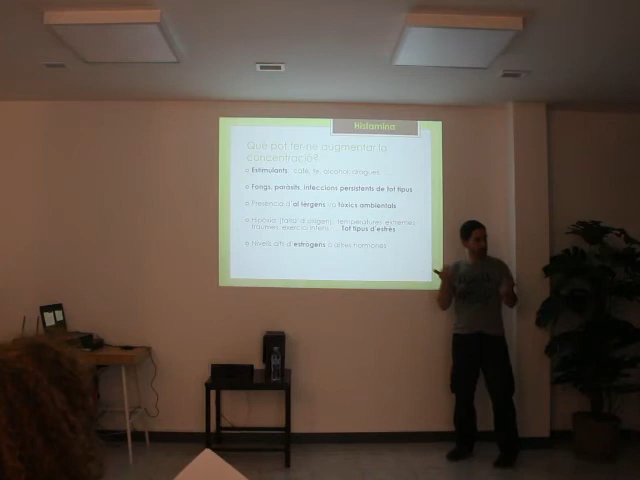 Histamina
Què pot fer-ne augmentar la
concentració?
Estimulants: cafè, te, alcohol, drogues, ...
Fongs, paràsits, infeccions persistents de tot tipus
Presència d'al·lèrgens i a tòxics ambientals
Hipòxia (falta d'oxigen), temperatures extremes,
traumes, exercici intens, ... Tot tipus d'estrès
Nivells alts d'estrògens o altres hormones